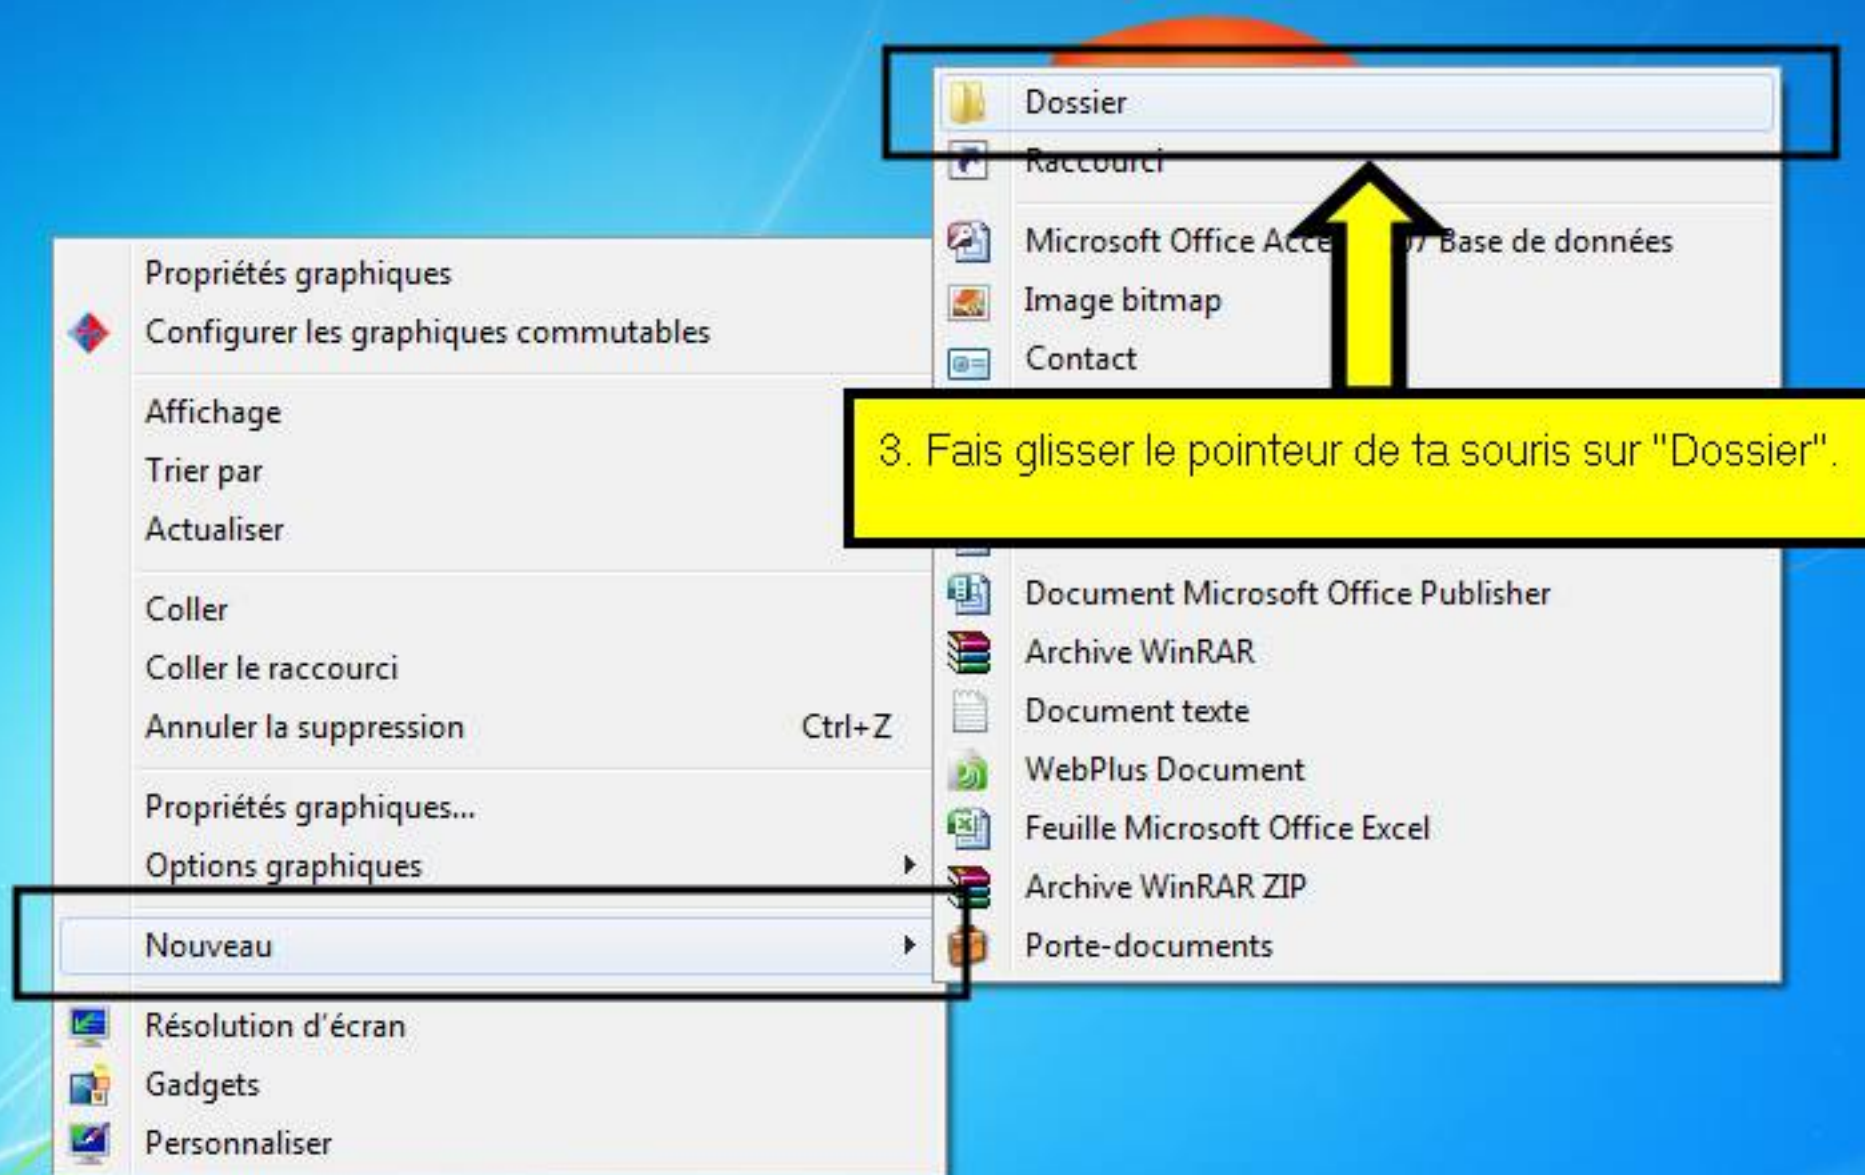 Dossier
Raccourci
Microsoft Office Base de données
Image bitmap
Contact
3. Fais glisser le pointeur de ta souris sur "Dossier".
Document Microsoft Office Publisher
Archive WinRAR
Document texte
WebPlus Document
Feuille Microsoft Office Excel
Archive WinRAR ZIP
Porte-documents
Propriétés graphiques
Configurer les graphiques commutables
Affichage
Trier par
Actualiser
Coller
Coller le raccourci
Annuler la suppression Ctrl+Z
Propriétés graphiques...
Options graphiques
Nouveau
Résolution d'écran
Gadgets
Personnaliser